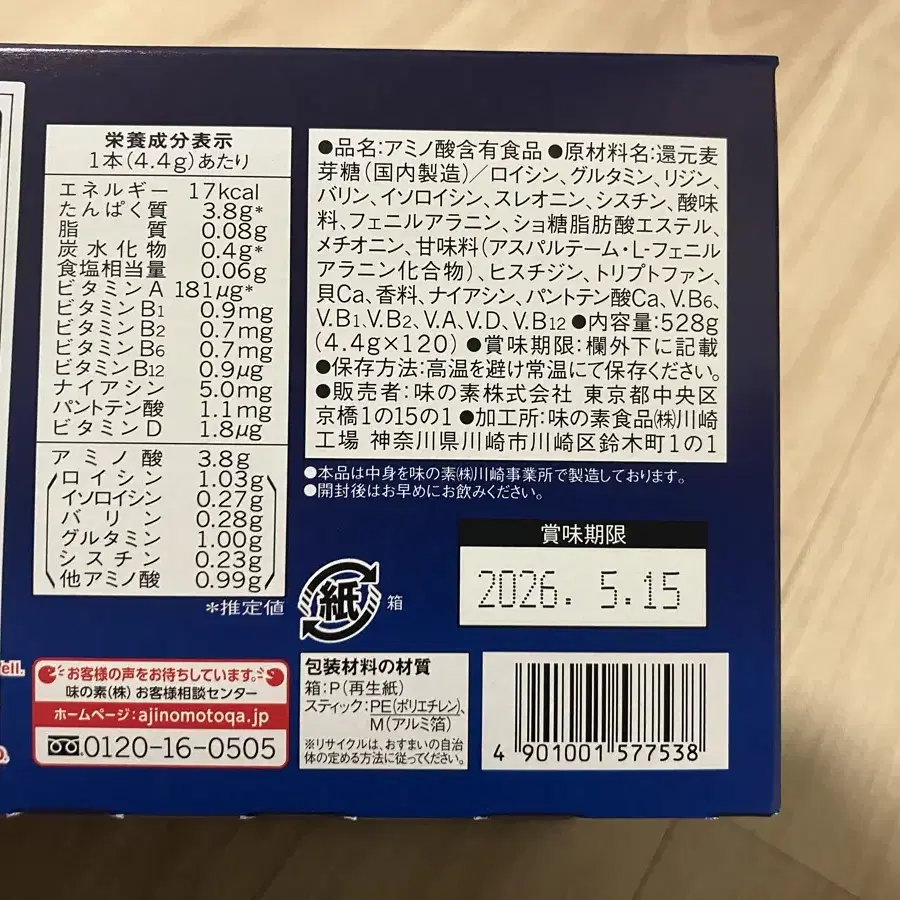 栄養成分表示
1本(4.4g)あたり
エネルギー 17kcal
たんぱく質 3.8g*
脂質 0.08g
炭水化物 0.4g*
食塩相当量 0.06g
ビタミンA 181μg*
ビタミンB1 0.9mg
ビタミンB2 0.7mg
ビタミンB6 0.7mg
ビタミンB12 0.9μg
ナイアシン 5.0mg
パントテン酸 1.1mg
ビタミンD 1.8μg
アミノ酸 3.8g
(ロイシン 1.03g
イソロイシン 0.27g
バリン 0.28g
グルタミン 1.00g
シスチン 0.23g
他アミノ酸 0.99g)
*推定値
●品名:アミノ酸含有食品 ●原材料名:還元麦
芽糖(国内製造)/ロイシン、グルタミン、リジン、
バリン、イソロイシン、スレオニン、シスチン、酸味
料、フェニルアラニン、ショ糖脂肪酸エステル、
メチオニン、甘味料(アスパルテーム・L-フェニル
アラニン化合物)、ヒスチジン、トリプトファン、
貝Ca、香料、ナイアシン、パントテン酸Ca、V.B6、
V.B1、V.B2、V.A、V.D、V.B12 ●内容量:528g
(4.4g×120) ●賞味期限:欄外下に記載
●保存方法:高温を避け常温にて保存ください。
●販売者:味の素株式会社 東京都中央区
京橋1の15の1 ●加工所:味の素食品㈱川崎
工場 神奈川県川崎市川崎区鈴木町1の1
●本品は中身を味の素㈱川崎事業所で製造しております。
●開封後はお早めにお飲みください。
賞味期限
2026. 5.15
紙
箱
ell.
お客様の声をお待ちしています。
味の素(株)お客様相談センター
ホームページ:ajinomotoqa.jp
0120-16-0505
包装材料の材質
箱:P(再生紙)
スティック:PE(ポリエチレン)、
M(アルミ箔)
※リサイクルは、おすまいの自治
体の定める方法に従ってください。
4 901001 577538